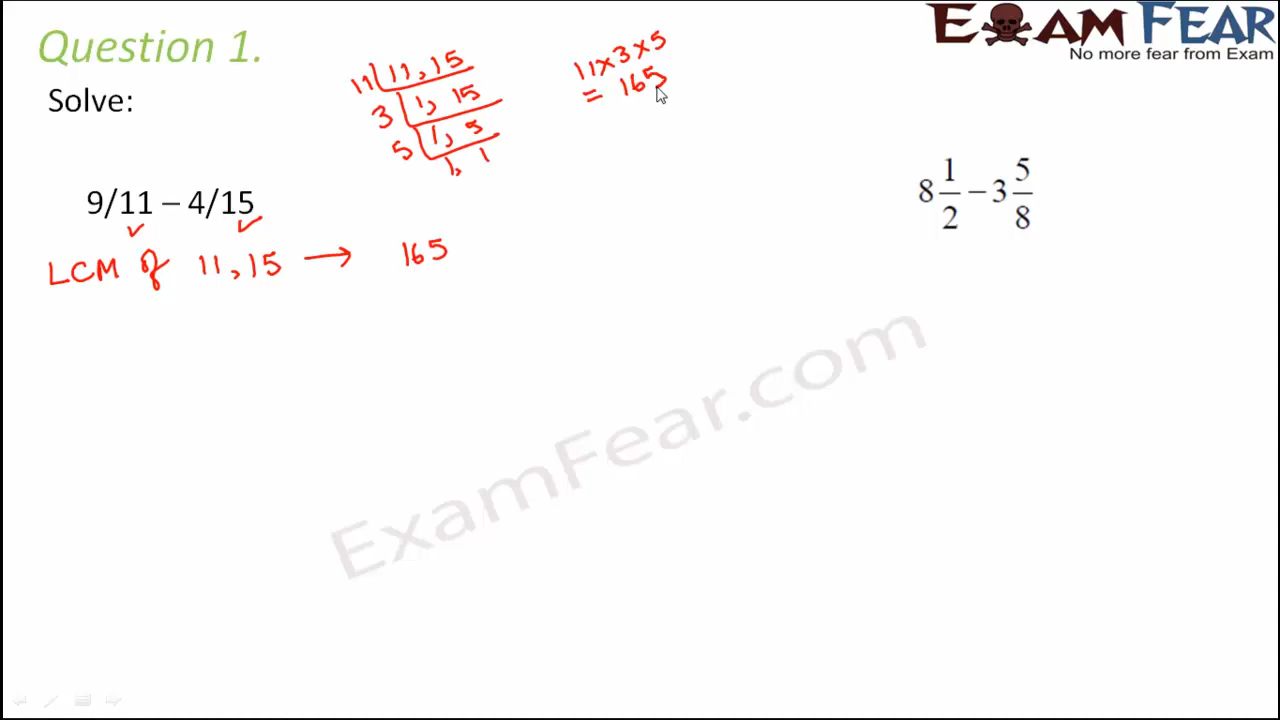 Question 1.
EXAM FEAR
No more fear from Exam
Solve:
11 11, 15
3 1, 15
5 1, 5
1, 1
11×3×5
= 165
9/11 – 4/15
8 1/2 – 3 5/8
LCM of 11, 15 → 165
ExamFear.com